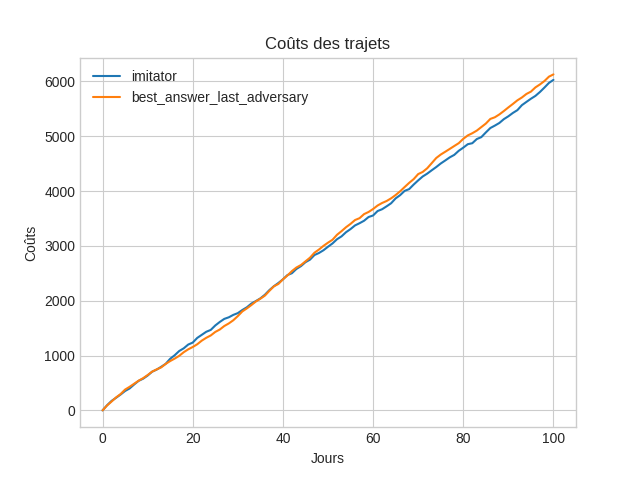 Coûts des trajets
imitator
best_answer_last_adversary
6000
5000
4000
3000
2000
1000
0
Coûts
0 20 40 60 80 100
Jours